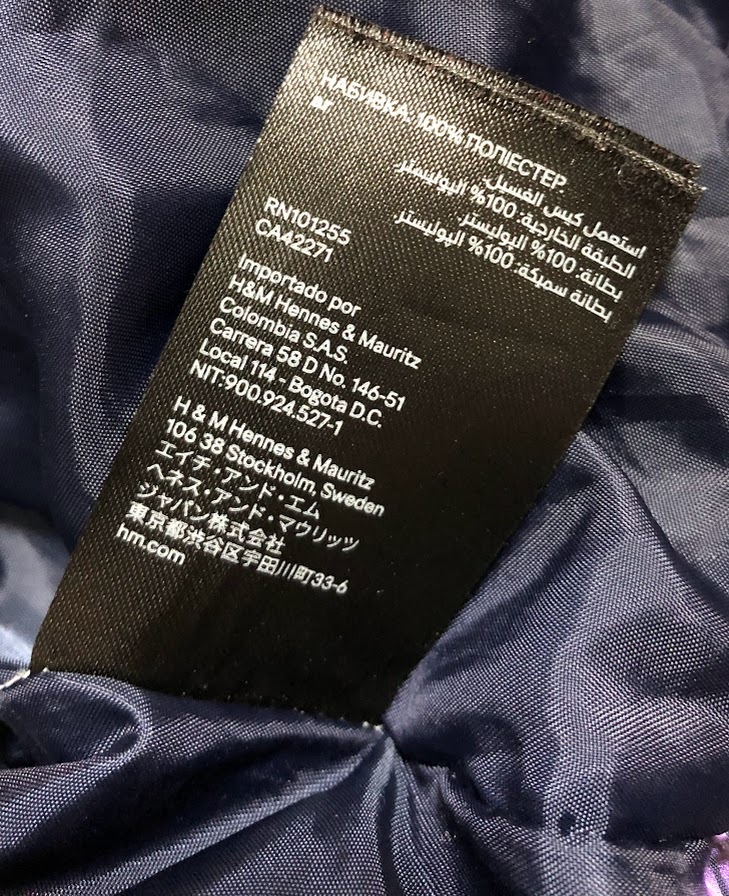 НАБИВКА: 100% ПОЛІЕСТЕР
ar
استعمل كيس الغسيل.
الطبقة الخارجية: 100% البوليستر
بطانة: 100% البوليستر
بطانة سميكة: 100% البوليستر
RN101255
CA42271
Importado por
H&M Hennes & Mauritz
Colombia S.A.S.
Carrera 58 D No. 146-51
Local 114 - Bogota D.C.
NIT:900.924.527-1
H & M Hennes & Mauritz
106 38 Stockholm, Sweden
エイチ・アンド・エム
ヘネス・アンド・マウリッツ
ジャパン株式会社
東京都渋谷区宇田川町33-6
hm.com